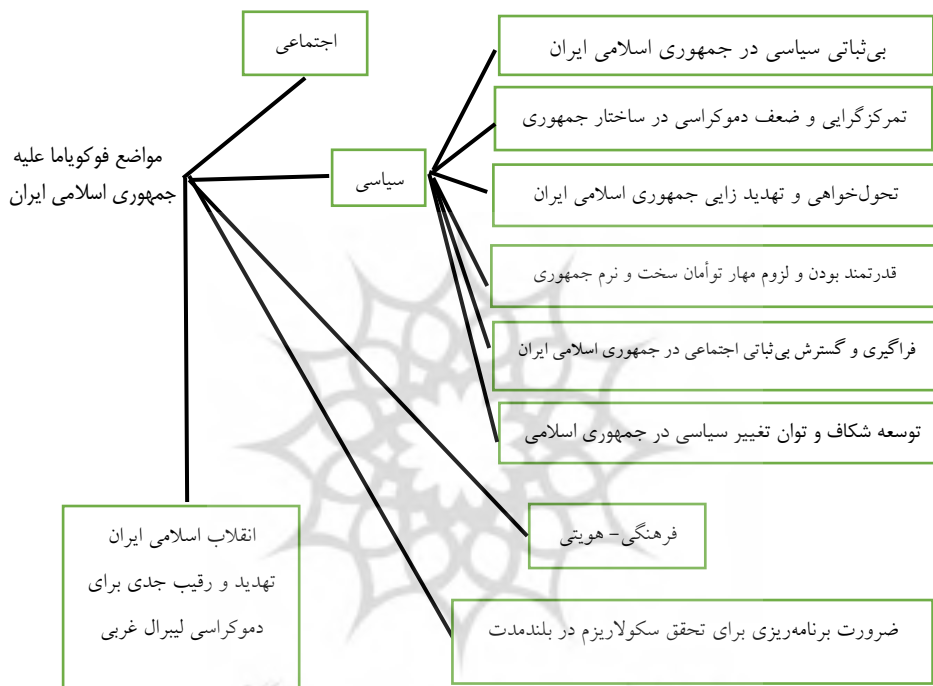 اجتماعی
بی‌ثباتی سیاسی در جمهوری اسلامی ایران
تمرکزگرایی و ضعف دموکراسی در ساختار جمهوری
مواضع فوکویاما علیه
جمهوری اسلامی ایران
سیاسی
تحول‌خواهی و تهدید زایی جمهوری اسلامی ایران
قدرتمند بودن و لزوم مهار توأمان سخت و نرم جمهوری
فراگیری و گسترش بی‌ثباتی اجتماعی در جمهوری اسلامی ایران
توسعه شکاف و توان تغییر سیاسی در جمهوری اسلامی
فرهنگی- هویتی
انقلاب اسلامی ایران
تهدید و رقیب جدی برای
دموکراسی لیبرال غربی
ضرورت برنامه‌ریزی برای تحقق سکولاریزم در بلندمدت